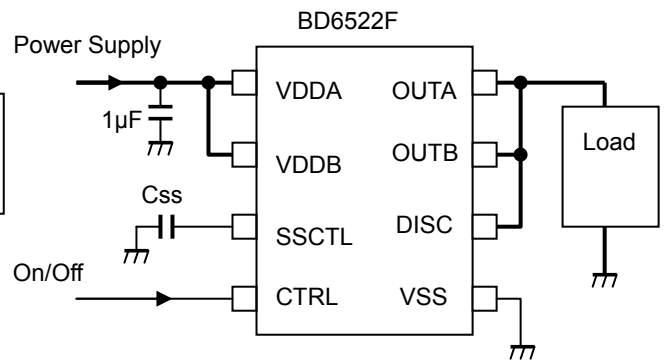 BD6522F
Power Supply
1µF
VDDA
OUTA
VDDB
OUTB
Load
Css
SSCTL
DISC
On/Off
CTRL
VSS